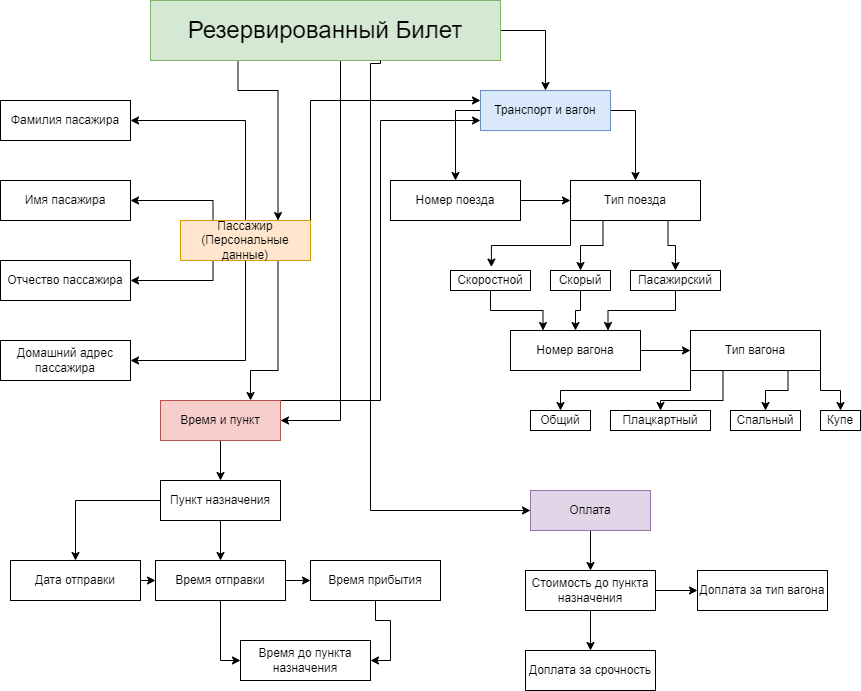 Резервированный Билет
Транспорт и вагон
Фамилия пасажира
Имя пасажира
Номер поезда
Тип поезда
Пассажир
(Персональные
данные)
Отчество пассажира
Скоростной
Скорый
Пасажирский
Домашний адрес
пассажира
Номер вагона
Тип вагона
Время и пункт
Общий
Плацкартный
Спальный
Купе
Пункт назначения
Оплата
Дата отправки
Время отправки
Время прибытия
Стоимость до пункта
назначения
Доплата за тип вагона
Время до пункта
назначения
Доплата за срочность